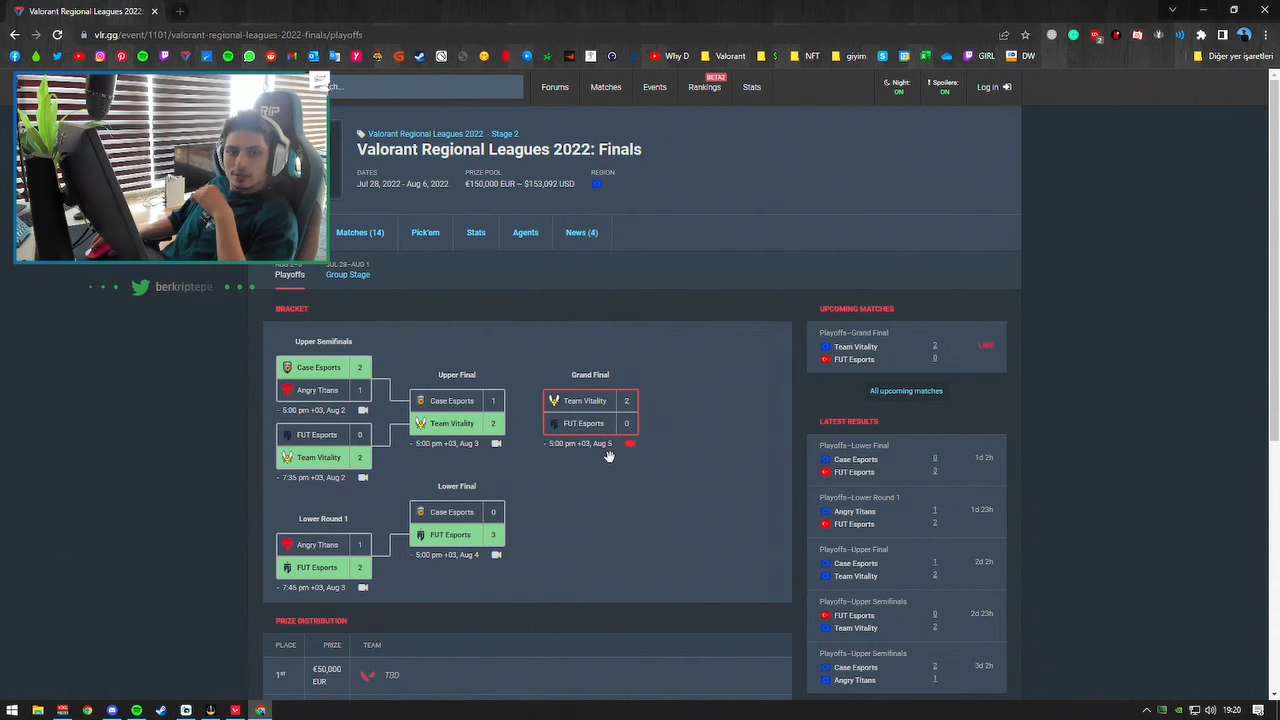 Valorant Regional Leagues 2022:
vlr.gg/event/1101/valorant-regional-leagues-2022-finals/playoffs
Why D
Valorant
$
NFT
giyim
GIRL
DW
Diğer yer işaretleri
ch...
Forums
Matches
Events
BETA2
Rankings
Stats
Night:
ON
! Spoilers:
ON
Log in
RIP
Valorant Regional Leagues 2022
Stage 2
Valorant Regional Leagues 2022: Finals
DATES
PRIZE POOL
REGION
Jul 28, 2022 - Aug 6, 2022
€150,000 EUR ~ $153,092 USD
Matches (14)
Pick'em
Stats
Agents
News (4)
JUL 28–AUG 1
Playoffs
Group Stage
berkriptepe
BRACKET
Upper Semifinals
Case Esports 2
Angry Titans 1
- 5:00 pm +03, Aug 2
FUT Esports 0
Team Vitality 2
- 7:35 pm +03, Aug 2
Upper Final
Case Esports 1
Team Vitality 2
- 5:00 pm +03, Aug 3
Grand Final
Team Vitality 2
FUT Esports 0
- 5:00 pm +03, Aug 5
Lower Round 1
Angry Titans 1
FUT Esports 2
- 7:45 pm +03, Aug 3
Lower Final
Case Esports 0
FUT Esports 3
- 5:00 pm +03, Aug 4
PRIZE DISTRIBUTION
PLACE PRIZE TEAM
1st €50,000 TBD
EUR
UPCOMING MATCHES
Playoffs–Grand Final
Team Vitality 2 LIVE
FUT Esports 0
All upcoming matches
LATEST RESULTS
Playoffs–Lower Final
Case Esports 0 1d 2h
FUT Esports 3
Playoffs–Lower Round 1
Angry Titans 1 1d 23h
FUT Esports 2
Playoffs–Upper Final
Case Esports 1 2d 2h
Team Vitality 2
Playoffs–Upper Semifinals
FUT Esports 0 2d 23h
Team Vitality 2
Playoffs–Upper Semifinals
Case Esports 2 3d 2h
Angry Titans 1
19:20